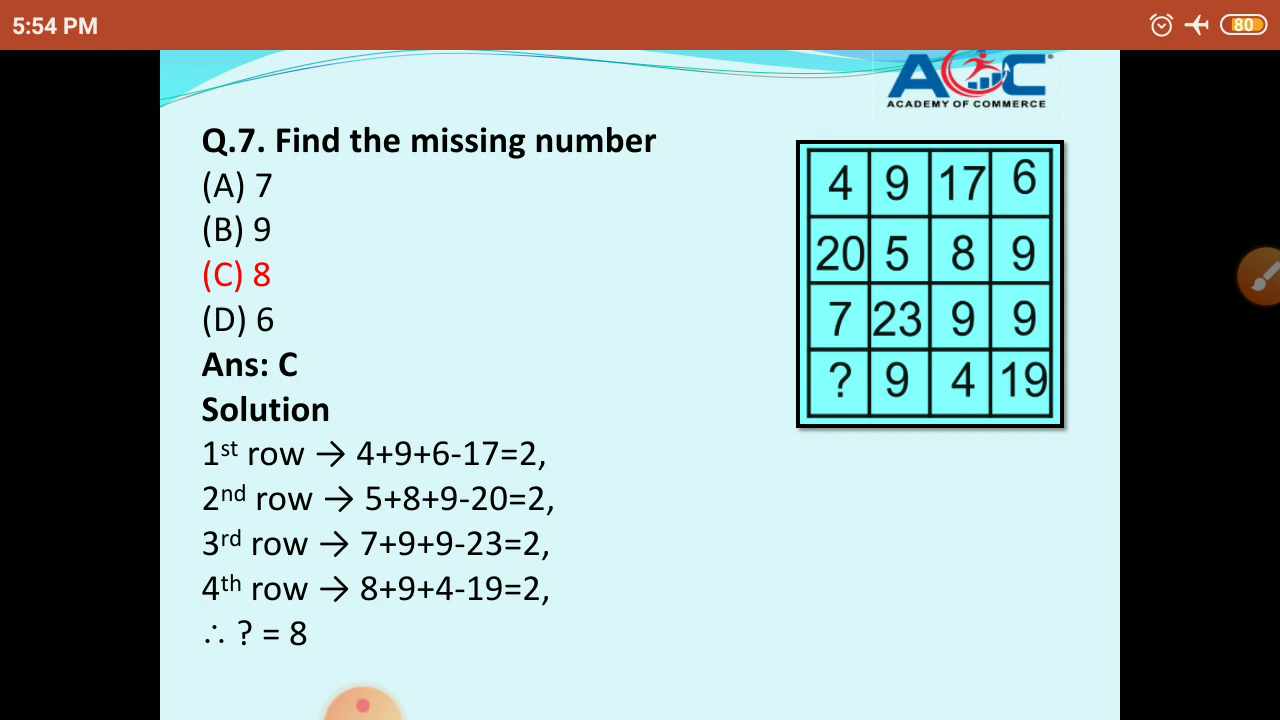 5:54 PM
80
AOC
ACADEMY OF COMMERCE
Q.7. Find the missing number
(A) 7
(B) 9
(C) 8
(D) 6
Ans: C
Solution
1st row → 4+9+6-17=2,
2nd row → 5+8+9-20=2,
3rd row → 7+9+9-23=2,
4th row → 8+9+4-19=2,
∴ ? = 8
4 9 17 6
20 5 8 9
7 23 9 9
? 9 4 19